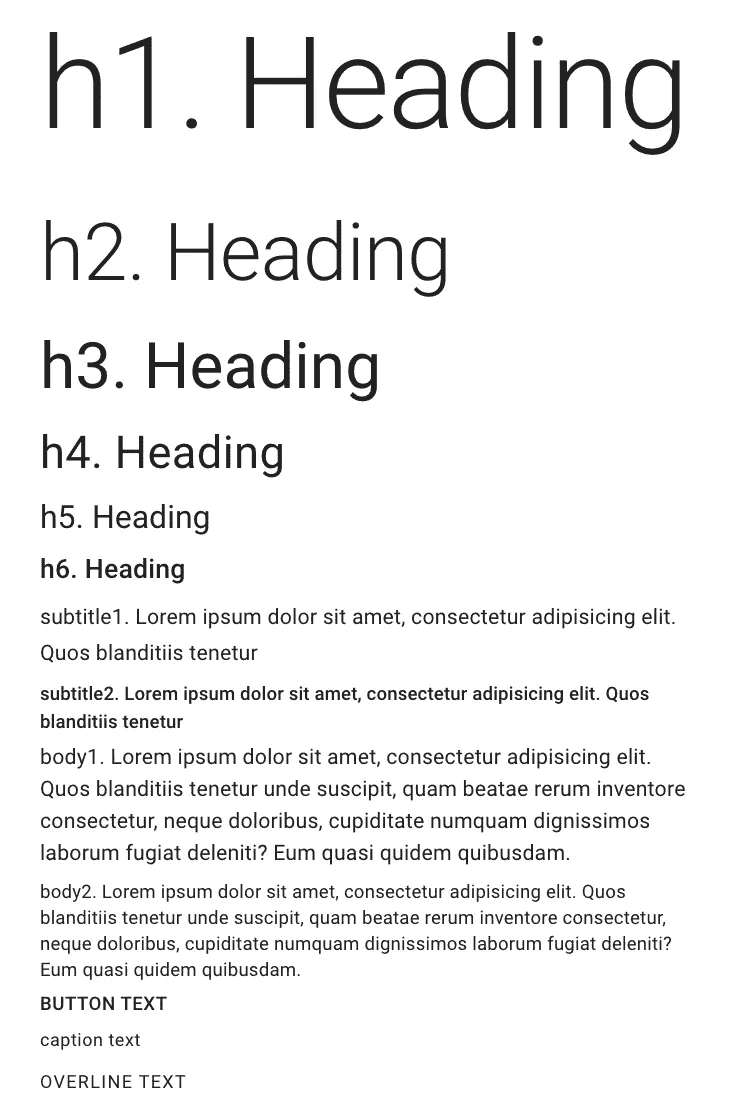 h1. Heading
h2. Heading
h3. Heading
h4. Heading
h5. Heading
h6. Heading
subtitle1. Lorem ipsum dolor sit amet, consectetur adipisicing elit.
Quos blanditiis tenetur
subtitle2. Lorem ipsum dolor sit amet, consectetur adipisicing elit. Quos
blanditiis tenetur
body1. Lorem ipsum dolor sit amet, consectetur adipisicing elit.
Quos blanditiis tenetur unde suscipit, quam beatae rerum inventore
consectetur, neque doloribus, cupiditate numquam dignissimos
laborum fugiat deleniti? Eum quasi quidem quibusdam.
body2. Lorem ipsum dolor sit amet, consectetur adipisicing elit. Quos
blanditiis tenetur unde suscipit, quam beatae rerum inventore consectetur,
neque doloribus, cupiditate numquam dignissimos laborum fugiat deleniti?
Eum quasi quidem quibusdam.
BUTTON TEXT
caption text
OVERLINE TEXT